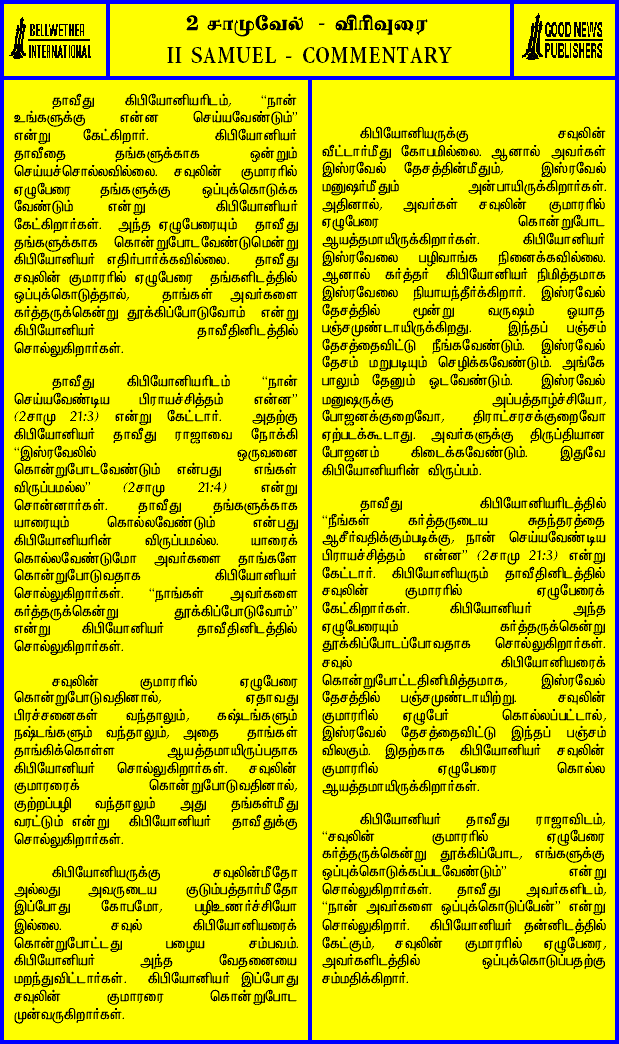 BELLWETHER
INTERNATIONAL
2 சாமுவேல் - விரிவுரை
II SAMUEL - COMMENTARY
GOOD NEWS
PUBLISHERS
தாவீது கிபியோனியரிடம், “நான்
உங்களுக்கு என்ன செய்யவேண்டும்”
என்று கேட்கிறார். கிபியோனியர்
தாவீதை தங்களுக்காக ஒன்றும்
செய்யச்சொல்லவில்லை. சவுலின் குமாரரில்
ஏழுபேரை தங்களுக்கு ஒப்புக்கொடுக்க
வேண்டும் என்று கிபியோனியர்
கேட்கிறார்கள். அந்த ஏழுபேரையும் தாவீது
தங்களுக்காக கொன்றுபோடவேண்டுமென்று
கிபியோனியர் எதிர்பார்க்கவில்லை. தாவீது
சவுலின் குமாரரில் ஏழுபேரை தங்களிடத்தில்
ஒப்புக்கொடுத்தால், தாங்கள் அவர்களை
கர்த்தருக்கென்று தூக்கிப்போடுவோம் என்று
கிபியோனியர் தாவீதினிடத்தில்
சொல்லுகிறார்கள்.
தாவீது கிபியோனியரிடம் “நான்
செய்யவேண்டிய பிராயச்சித்தம் என்ன”
(2சாமு 21:3) என்று கேட்டார். அதற்கு
கிபியோனியர் தாவீது ராஜாவை நோக்கி
“இஸ்ரவேலில் ஒருவனை
கொன்றுபோடவேண்டும் என்பது எங்கள்
விருப்பமல்ல” (2சாமு 21:4) என்று
சொன்னார்கள். தாவீது தங்களுக்காக
யாரையும் கொல்லவேண்டும் என்பது
கிபியோனியரின் விருப்பமல்ல. யாரைக்
கொல்லவேண்டுமோ அவர்களை தாங்களே
கொன்றுபோடுவதாக கிபியோனியர்
சொல்லுகிறார்கள். “நாங்கள் அவர்களை
கர்த்தருக்கென்று தூக்கிப்போடுவோம்”
என்று கிபியோனியர் தாவீதினிடத்தில்
சொல்லுகிறார்கள்.
சவுலின் குமாரரில் ஏழுபேரை
கொன்றுபோடுவதினால், ஏதாவது
பிரச்சனைகள் வந்தாலும், கஷ்டங்களும்
நஷ்டங்களும் வந்தாலும், அதை தாங்கள்
தாங்கிக்கொள்ள ஆயத்தமாயிருப்பதாக
கிபியோனியர் சொல்லுகிறார்கள். சவுலின்
குமாரரைக் கொன்றுபோடுவதினால்,
குற்றப்பழி வந்தாலும் அது தங்கள்மீது
வரட்டும் என்று கிபியோனியர் தாவீதுக்கு
சொல்லுகிறார்கள்.
கிபியோனியருக்கு சவுலின்மீதோ
அல்லது அவருடைய குடும்பத்தார்மீதோ
இப்போது கோபமோ, பழிஉணர்ச்சியோ
இல்லை. சவுல் கிபியோனியரைக்
கொன்றுபோட்டது பழைய சம்பவம்.
கிபியோனியர் அந்த வேதனையை
மறந்துவிட்டார்கள். கிபியோனியர் இப்போது
சவுலின் குமாரரை கொன்றுபோட
முன்வருகிறார்கள்.
கிபியோனியருக்கு சவுலின்
வீட்டார்மீது கோபமில்லை. ஆனால் அவர்கள்
இஸ்ரவேல் தேசத்தின்மீதும், இஸ்ரவேல்
மனுஷர்மீதும் அன்பாயிருக்கிறார்கள்.
அதினால், அவர்கள் சவுலின் குமாரரில்
ஏழுபேரை கொன்றுபோட
ஆயத்தமாயிருக்கிறார்கள். கிபியோனியர்
இஸ்ரவேலை பழிவாங்க நினைக்கவில்லை.
ஆனால் கர்த்தர் கிபியோனியர் நிமித்தமாக
இஸ்ரவேலை நியாயந்தீர்க்கிறார். இஸ்ரவேல்
தேசத்தில் மூன்று வருஷம் ஓயாத
பஞ்சமுண்டாயிருக்கிறது. இந்தப் பஞ்சம்
தேசத்தைவிட்டு நீங்கவேண்டும். இஸ்ரவேல்
தேசம் மறுபடியும் செழிக்கவேண்டும். அங்கே
பாலும் தேனும் ஓடவேண்டும். இஸ்ரவேல்
மனுஷருக்கு அப்பத்தாழ்ச்சியோ,
போஜனக்குறைவோ, திராட்சரசக்குறைவோ
ஏற்படக்கூடாது. அவர்களுக்கு திருப்தியான
போஜனம் கிடைக்கவேண்டும். இதுவே
கிபியோனியரின் விருப்பம்.
தாவீது கிபியோனியரிடத்தில்
“நீங்கள் கர்த்தருடைய சுதந்தரத்தை
ஆசீர்வதிக்கும்படிக்கு, நான் செய்யவேண்டிய
பிராயச்சித்தம் என்ன” (2சாமு 21:3) என்று
கேட்டார். கிபியோனியரும் தாவீதினிடத்தில்
சவுலின் குமாரரில் ஏழுபேரைக்
கேட்கிறார்கள். கிபியோனியர் அந்த
ஏழுபேரையும் கர்த்தருக்கென்று
தூக்கிப்போடப்போவதாக சொல்லுகிறார்கள்.
சவுல் கிபியோனியரைக்
கொன்றுபோட்டதினிமித்தமாக, இஸ்ரவேல்
தேசத்தில் பஞ்சமுண்டாயிற்று. சவுலின்
குமாரரில் ஏழுபேர் கொல்லப்பட்டால்,
இஸ்ரவேல் தேசத்தைவிட்டு இந்தப் பஞ்சம்
விலகும். இதற்காக கிபியோனியர் சவுலின்
குமாரரில் ஏழுபேரை கொல்ல
ஆயத்தமாயிருக்கிறார்கள்.
கிபியோனியர் தாவீது ராஜாவிடம்,
“சவுலின் குமாரரில் ஏழுபேரை
கர்த்தருக்கென்று தூக்கிப்போட, எங்களுக்கு
ஒப்புக்கொடுக்கப்படவேண்டும்” என்று
சொல்லுகிறார்கள். தாவீது அவர்களிடம்,
“நான் அவர்களை ஒப்புக்கொடுப்பேன்” என்று
சொல்லுகிறார். கிபியோனியர் தன்னிடத்தில்
கேட்கும், சவுலின் குமாரரில் ஏழுபேரை,
அவர்களிடத்தில் ஒப்புக்கொடுப்பதற்கு
சம்மதிக்கிறார்.